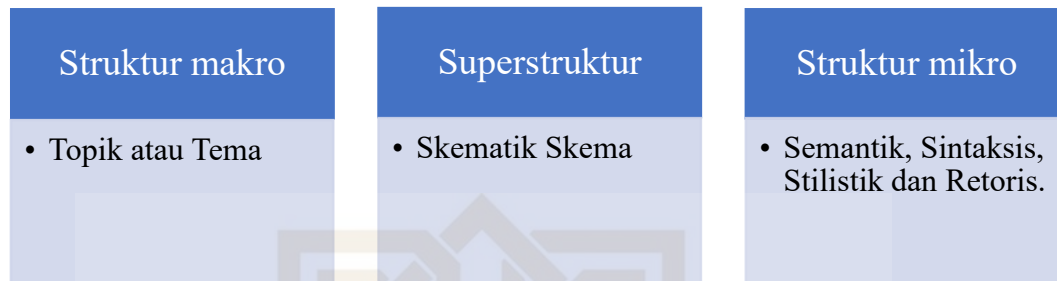 Struktur makro
• Topik atau Tema
Superstruktur
• Skematik Skema
Struktur mikro
• Semantik, Sintaksis,
Stilistik dan Retoris.